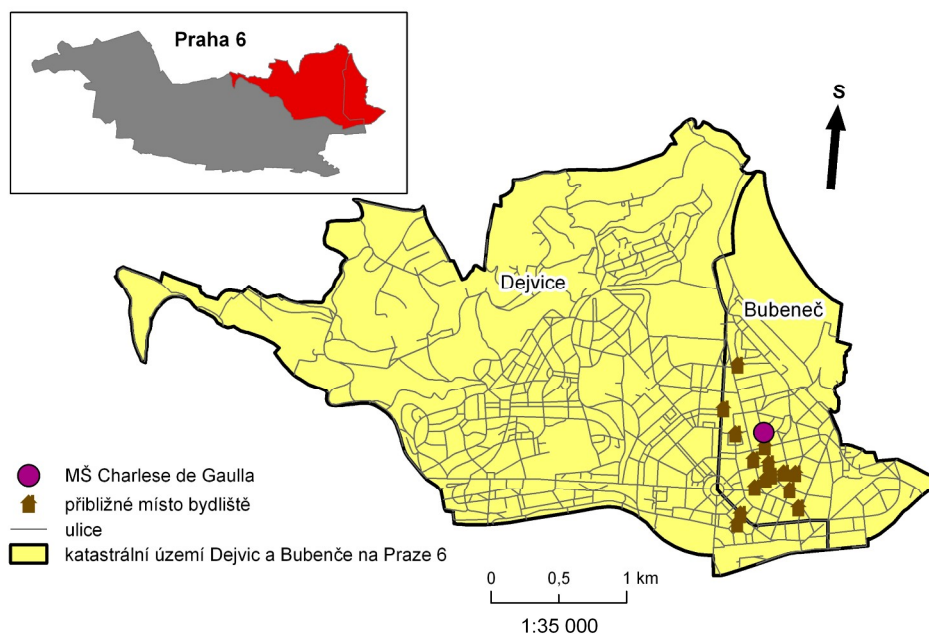 Praha 6
S
Dejvice
Bubeneč
MŠ Charlese de Gaulla
přibližné místo bydliště
ulice
katastrální území Dejvic a Bubenče na Praze 6
0 0,5 1 km
1:35 000